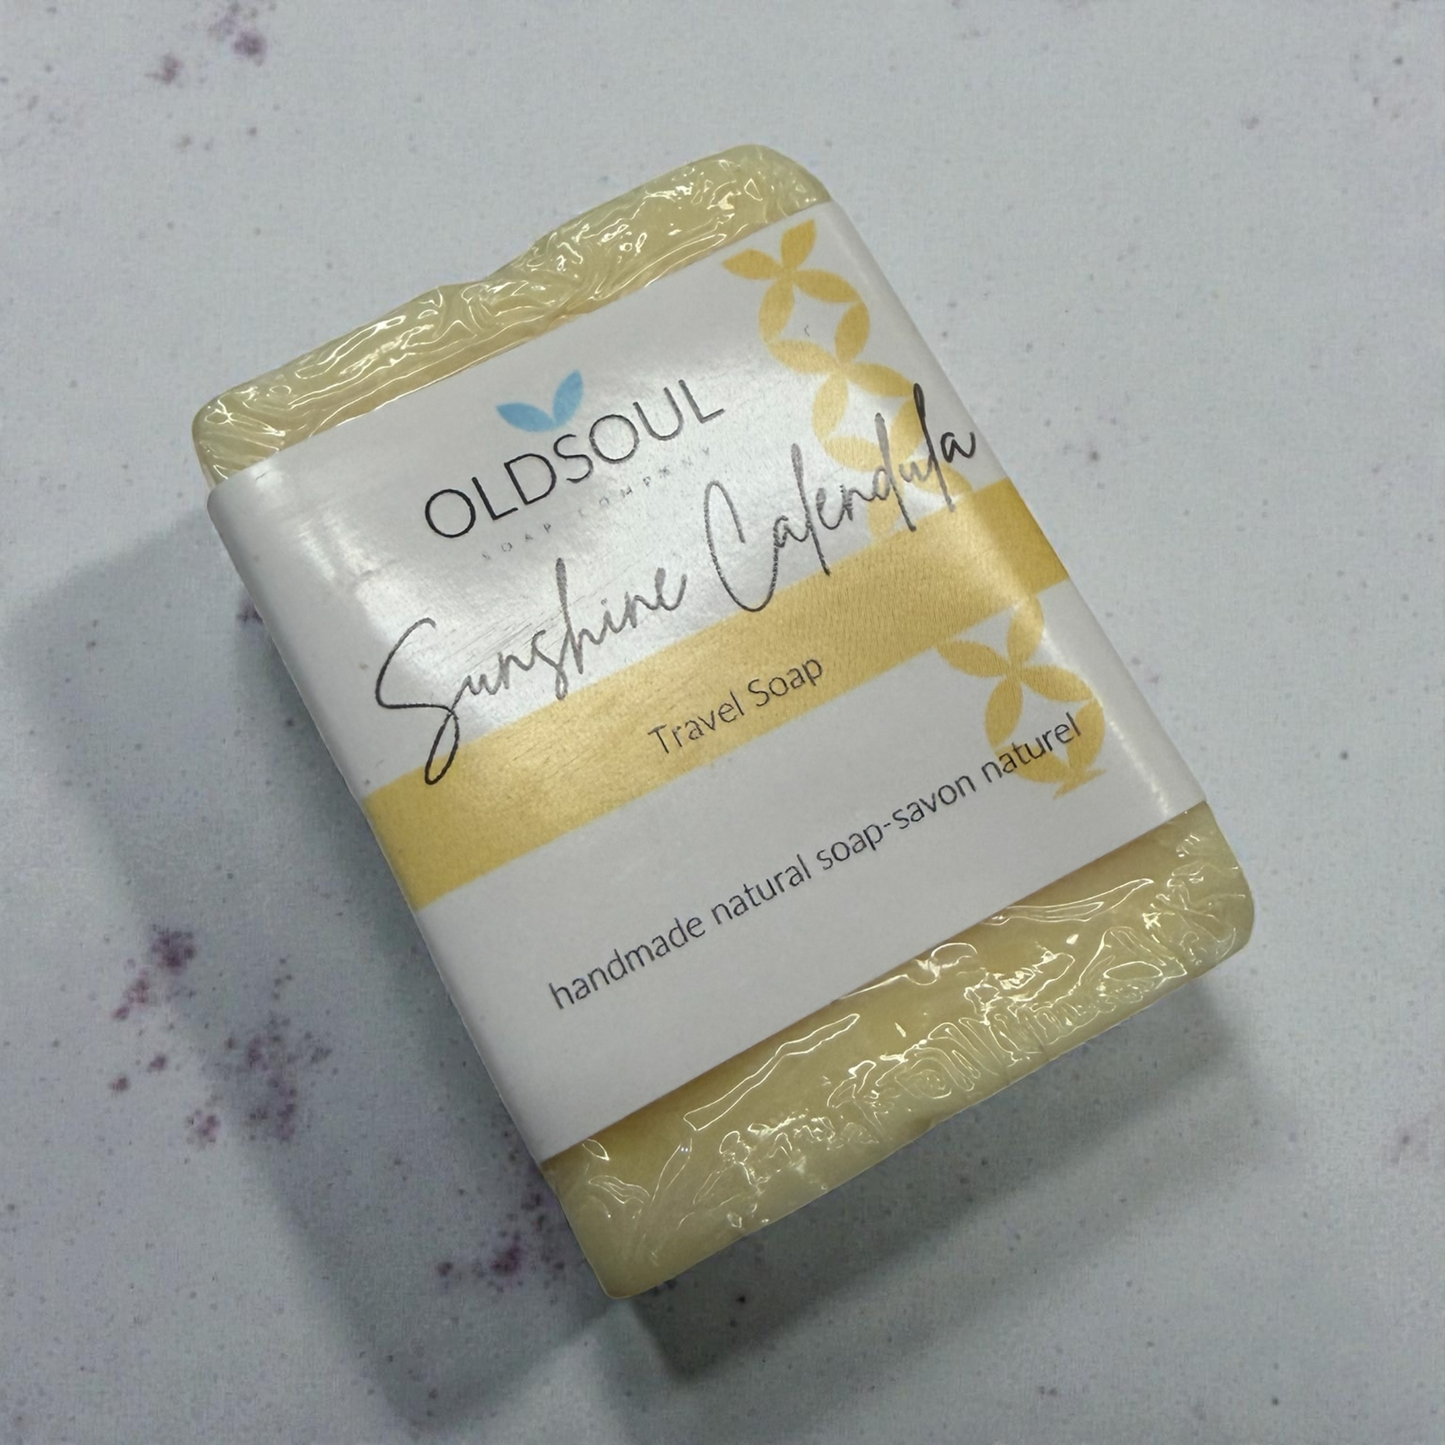 OLDSOUL
SOAP COMPANY
Sunshine Calendula
Travel Soap
handmade natural soap-savon naturel